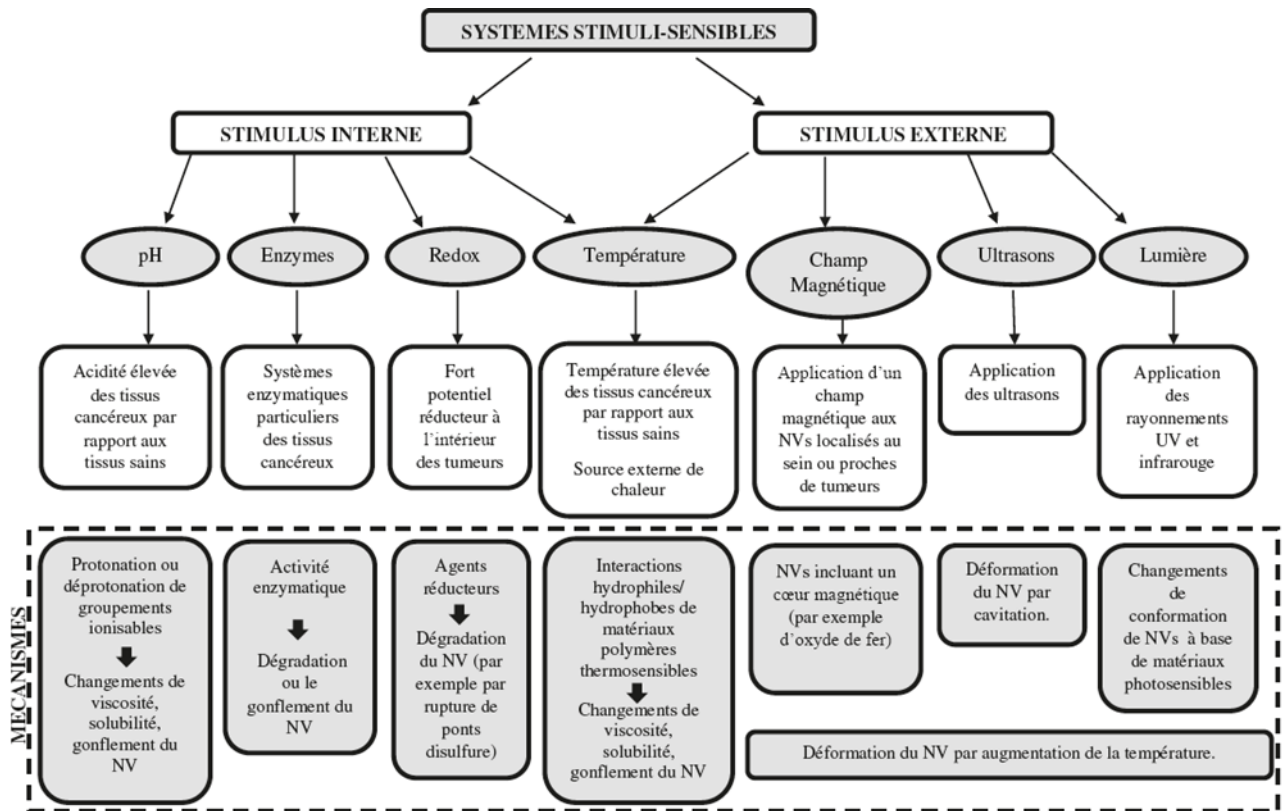 SYSTEMES STIMULI-SENSIBLES
STIMULUS INTERNE
STIMULUS EXTERNE
pH
Enzymes
Redox
Température
Champ
Magnétique
Ultrasons
Lumière
Acidité élevée
des tissus
cancéreux par
rapport aux
tissus sains
Systèmes
enzymatiques
particuliers
des tissus
cancéreux
Fort
potentiel
réducteur à
l'intérieur
des tumeurs
Température élevée
des tissus cancéreux
par rapport aux
tissus sains
Source externe de
chaleur
Application d'un
champ
magnétique aux
NVs localisés au
sein ou proches
de tumeurs
Application
des ultrasons
Application
des
rayonnements
UV et
infrarouge
MECANISMES
Protonation ou
déprotonation de
groupements
ionisables
Changements de
viscosité,
solubilité,
gonflement du
NV
Activité
enzymatique
Dégradation
ou le
gonflement du
NV
Agents
réducteurs
Dégradation
du NV (par
exemple par
rupture de
ponts
disulfure)
Interactions
hydrophiles/
hydrophobes de
matériaux
polymères
thermosensibles
Changements de
viscosité,
solubilité,
gonflement du NV
NVs incluant un
cœur magnétique
(par exemple
d'oxyde de fer)
Déformation
du NV par
cavitation.
Changements
de
conformation
de NVs à base
de matériaux
photosensibles
Déformation du NV par augmentation de la température.